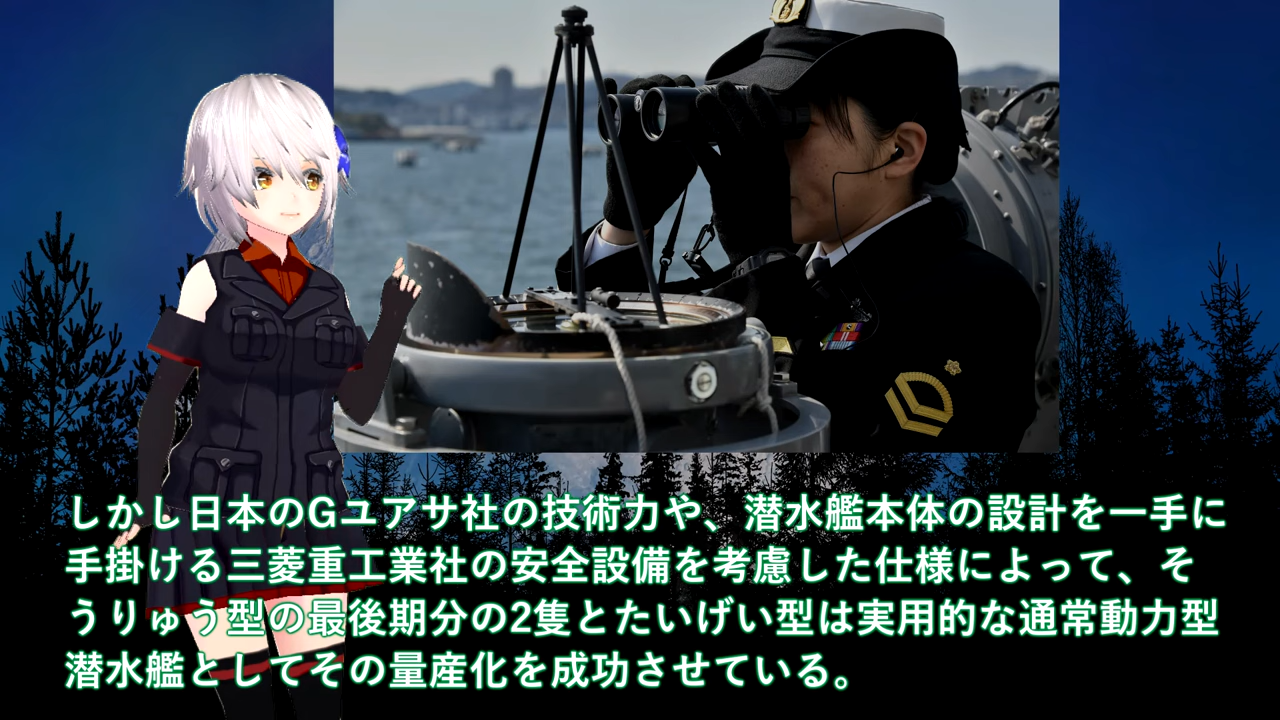 しかし日本のGユアサ社の技術力や、潜水艦本体の設計を一手に
手掛ける三菱重工業社の安全設備を考慮した仕様によって、そ
うりゅう型の最後期分の2隻とたいげい型は実用的な通常動力型
潜水艦としてその量産化を成功させている。